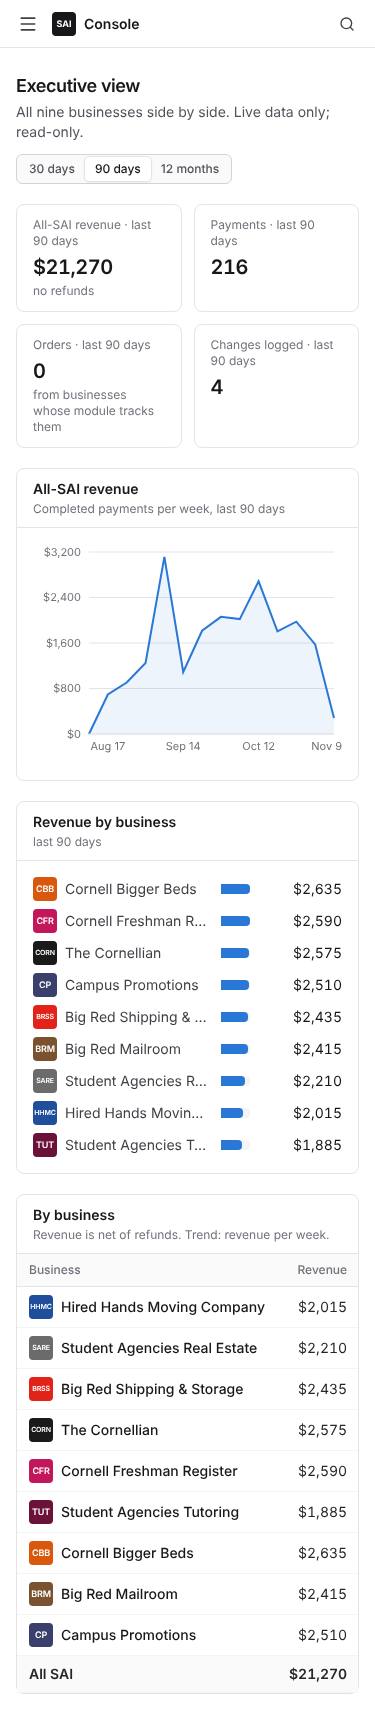 SAI Console
Executive view
All nine businesses side by side. Live data only;
read-only.
30 days 90 days 12 months
All-SAI revenue · last
90 days
$21,270
no refunds
Payments · last 90
days
216
Orders · last 90 days
0
from businesses
whose module tracks
them
Changes logged · last
90 days
4
All-SAI revenue
Completed payments per week, last 90 days
$3,200
$2,400
$1,600
$800
$0
Aug 17 Sep 14 Oct 12 Nov 9
Revenue by business
last 90 days
CBB Cornell Bigger Beds $2,635
CFR Cornell Freshman R... $2,590
CORN The Cornellian $2,575
CP Campus Promotions $2,510
BRSS Big Red Shipping & ... $2,435
BRM Big Red Mailroom $2,415
SARE Student Agencies R... $2,210
HHMC Hired Hands Movin... $2,015
TUT Student Agencies T... $1,885
By business
Revenue is net of refunds. Trend: revenue per week.
Business Revenue
HHMC Hired Hands Moving Company $2,015
SARE Student Agencies Real Estate $2,210
BRSS Big Red Shipping & Storage $2,435
CORN The Cornellian $2,575
CFR Cornell Freshman Register $2,590
TUT Student Agencies Tutoring $1,885
CBB Cornell Bigger Beds $2,635
BRM Big Red Mailroom $2,415
CP Campus Promotions $2,510
All SAI $21,270